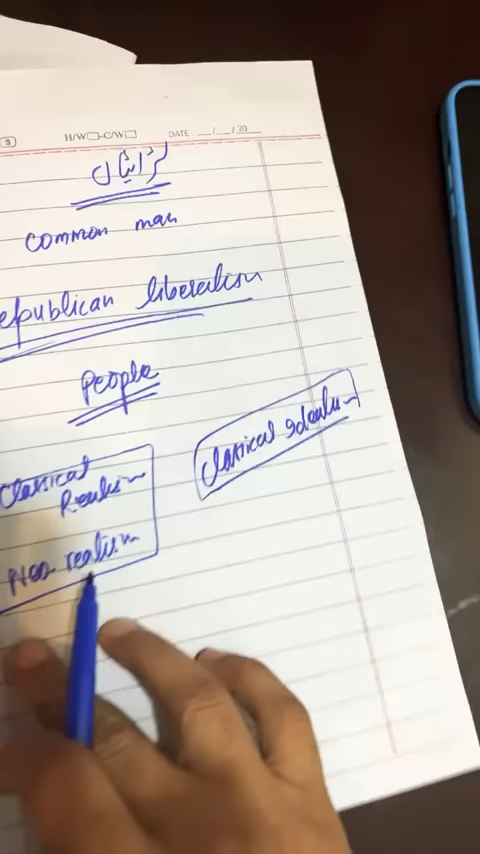 3 H/W C/W DATE: __/__/20__
common man
epublican liberalism
People
Classical Idealism
Classical
Realism
Neo-realism